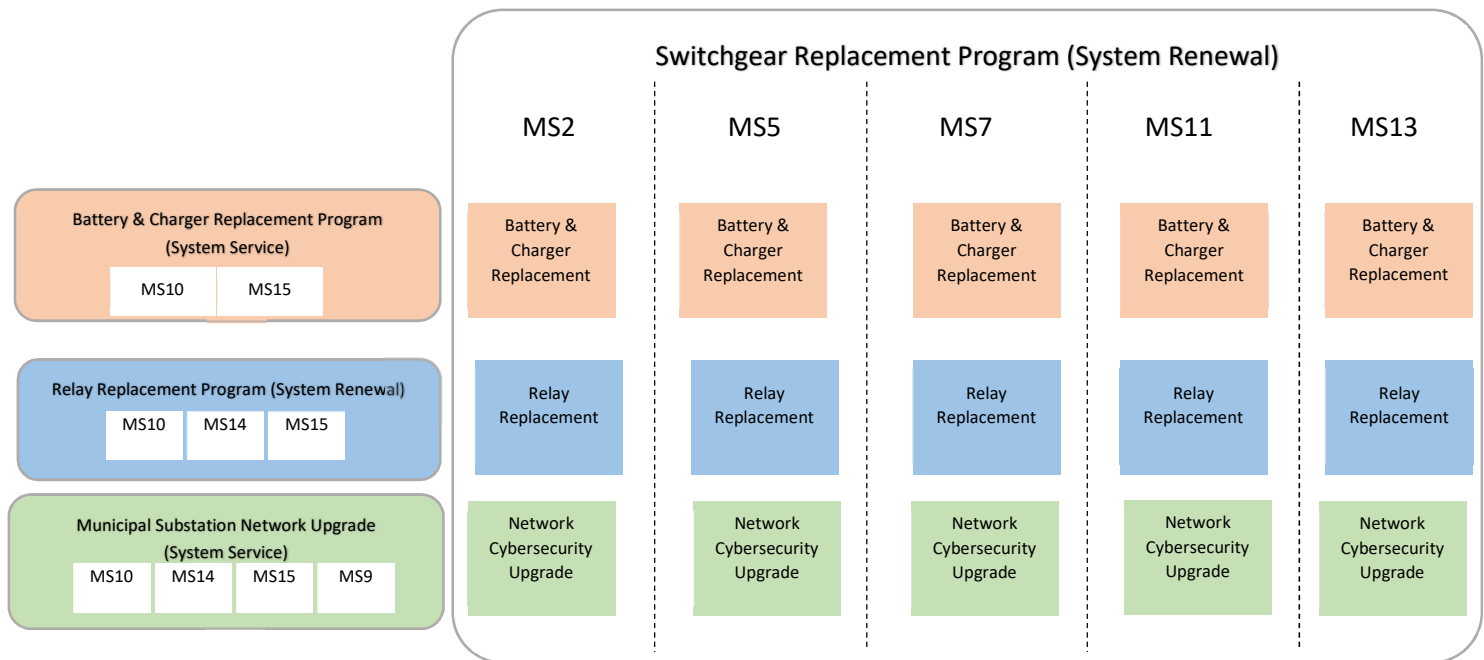 Switchgear Replacement Program (System Renewal)
MS2
MS5
MS7
MS11
MS13
Battery & Charger Replacement Program
(System Service)
MS10
MS15
Battery &
Charger
Replacement
Battery &
Charger
Replacement
Battery &
Charger
Replacement
Battery &
Charger
Replacement
Battery &
Charger
Replacement
Relay Replacement Program (System Renewal)
MS10
MS14
MS15
Relay
Replacement
Relay
Replacement
Relay
Replacement
Relay
Replacement
Relay
Replacement
Municipal Substation Network Upgrade
(System Service)
MS10
MS14
MS15
MS9
Network
Cybersecurity
Upgrade
Network
Cybersecurity
Upgrade
Network
Cybersecurity
Upgrade
Network
Cybersecurity
Upgrade
Network
Cybersecurity
Upgrade